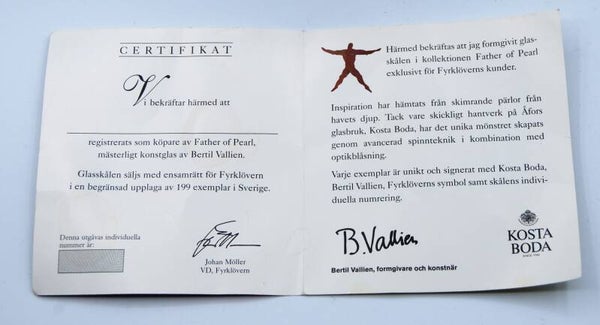 CERTIFIKAT
Vi bekräftar härmed att
registrerats som köpare av Father of Pearl,
mästerligt konstglas av Bertil Vallien.
Glasskålen säljs med ensamrätt för Fyrklövern
i en begränsad upplaga av 199 exemplar i Sverige.
Denna utgåvas individuella
nummer är:
Johan Möller
VD, Fyrklövern
Härmed bekräftas att jag formgivit glas-
skålen i kollektionen Father of Pearl
exklusivt för Fyrklöverns kunder.
Inspiration har hämtats från skimrande pärlor från
havets djup. Tack vare skickligt hantverk på Åfors
glasbruk, Kosta Boda, har det unika mönstret skapats
genom avancerad spinnteknik i kombination med
optikblåsning.
Varje exemplar är unikt och signerat med Kosta Boda,
Bertil Vallien, Fyrklöverns symbol samt skålens indivi-
duella numrering.
B.Vallien
Bertil Vallien, formgivare och konstnär
KOSTA
BODA